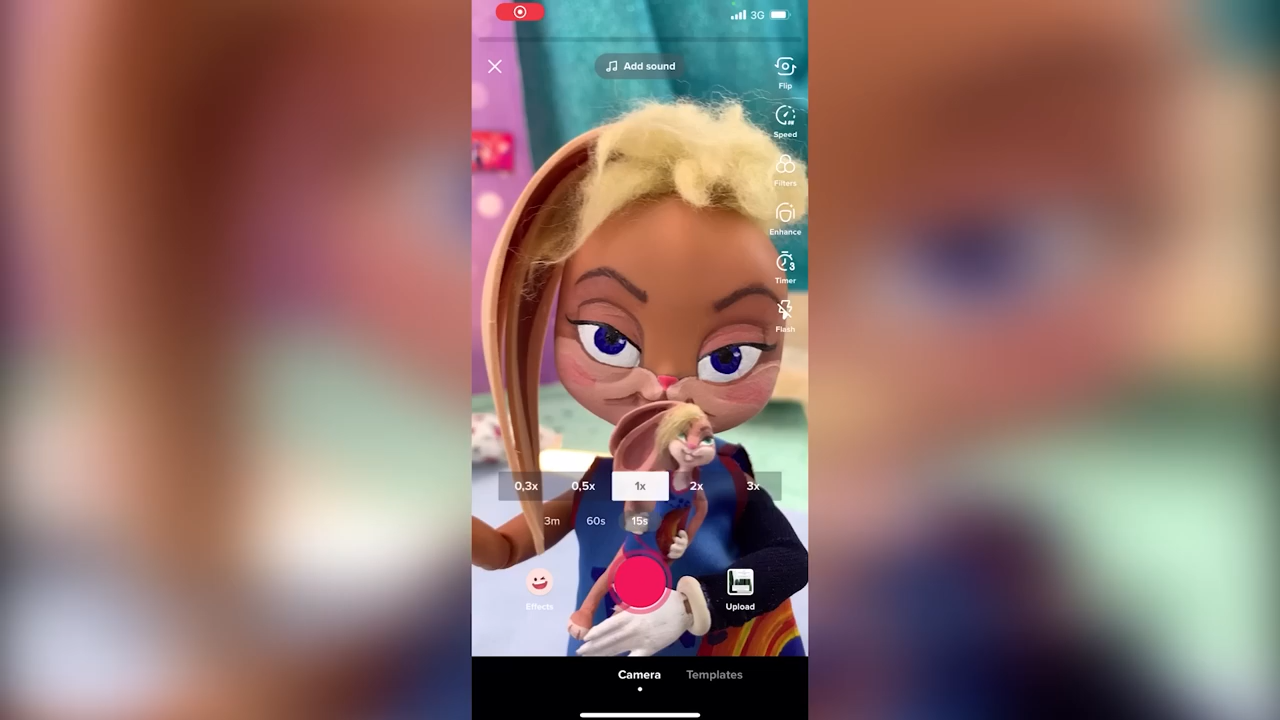 3G
Add sound
Flip
Speed
Filters
Enhance
3
Timer
Flash
0,3x 0,5x 1x 2x 3x
3m 60s 15s
Effects Upload
Camera Templates